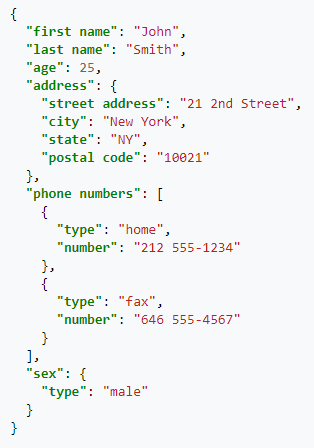 {
  "first name": "John",
  "last name": "Smith",
  "age": 25,
  "address": {
    "street address": "21 2nd Street",
    "city": "New York",
    "state": "NY",
    "postal code": "10021"
  },
  "phone numbers": [
    {
      "type": "home",
      "number": "212 555-1234"
    },
    {
      "type": "fax",
      "number": "646 555-4567"
    }
  ],
  "sex": {
    "type": "male"
  }
}